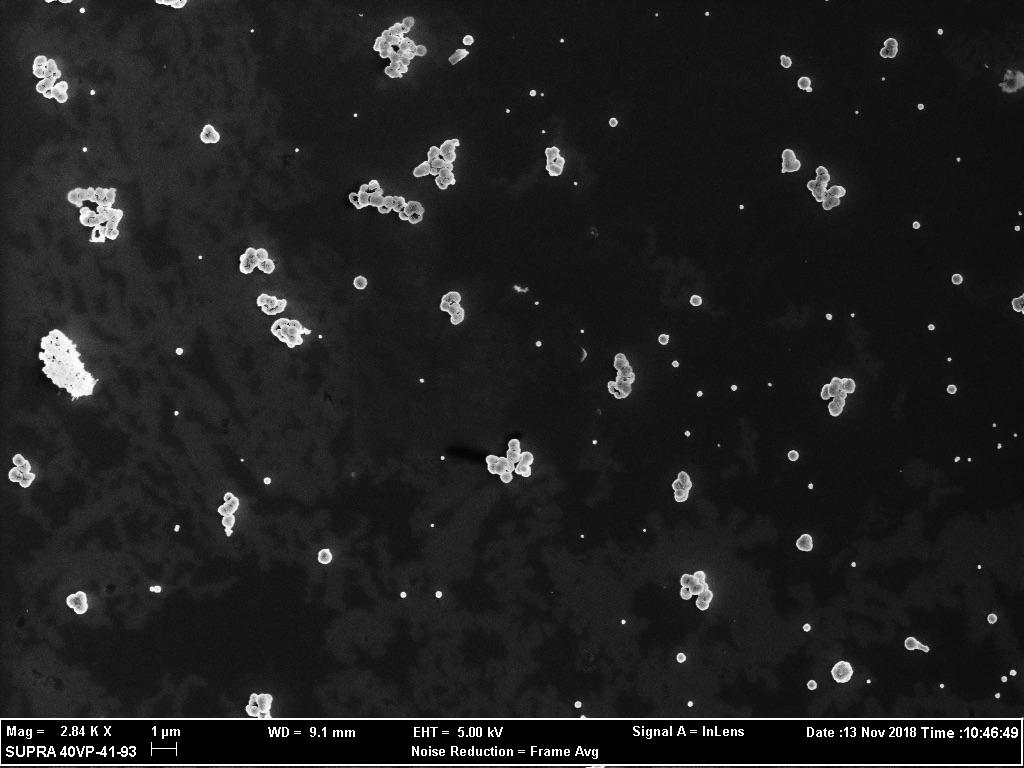 Mag = 2.84 K X 1 µm WD = 9.1 mm EHT = 5.00 kV Signal A = InLens Date :13 Nov 2018 Time :10:46:49
SUPRA 40VP-41-93 Noise Reduction = Frame Avg